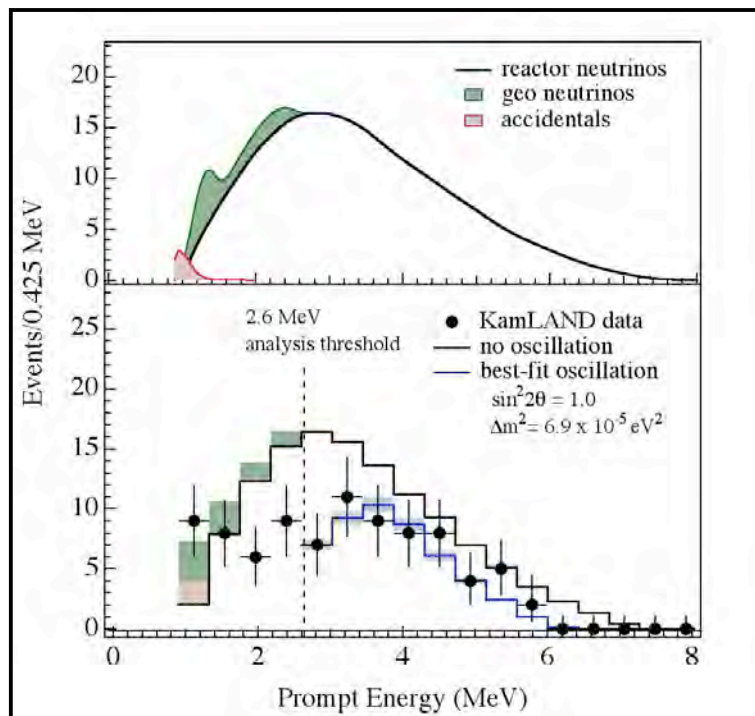 20
15
10
5
0
reactor neutrinos
geo neutrinos
accidentals
Events/0.425 MeV
25
20
15
10
5
0
2.6 MeV
analysis threshold
KamLAND data
no oscillation
best-fit oscillation
sin²2θ = 1.0
Δm² = 6.9 x 10⁻⁵ eV²
0 2 4 6 8
Prompt Energy (MeV)